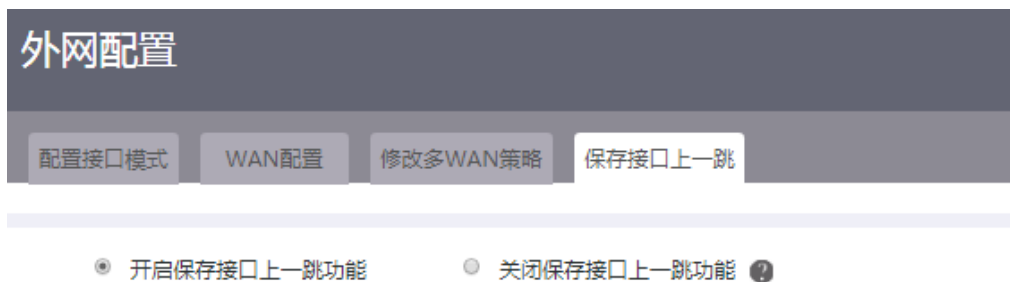 外网配置
配置接口模式 WAN配置 修改多WAN策略 保存接口上一跳
开启保存接口上一跳功能 关闭保存接口上一跳功能 ?